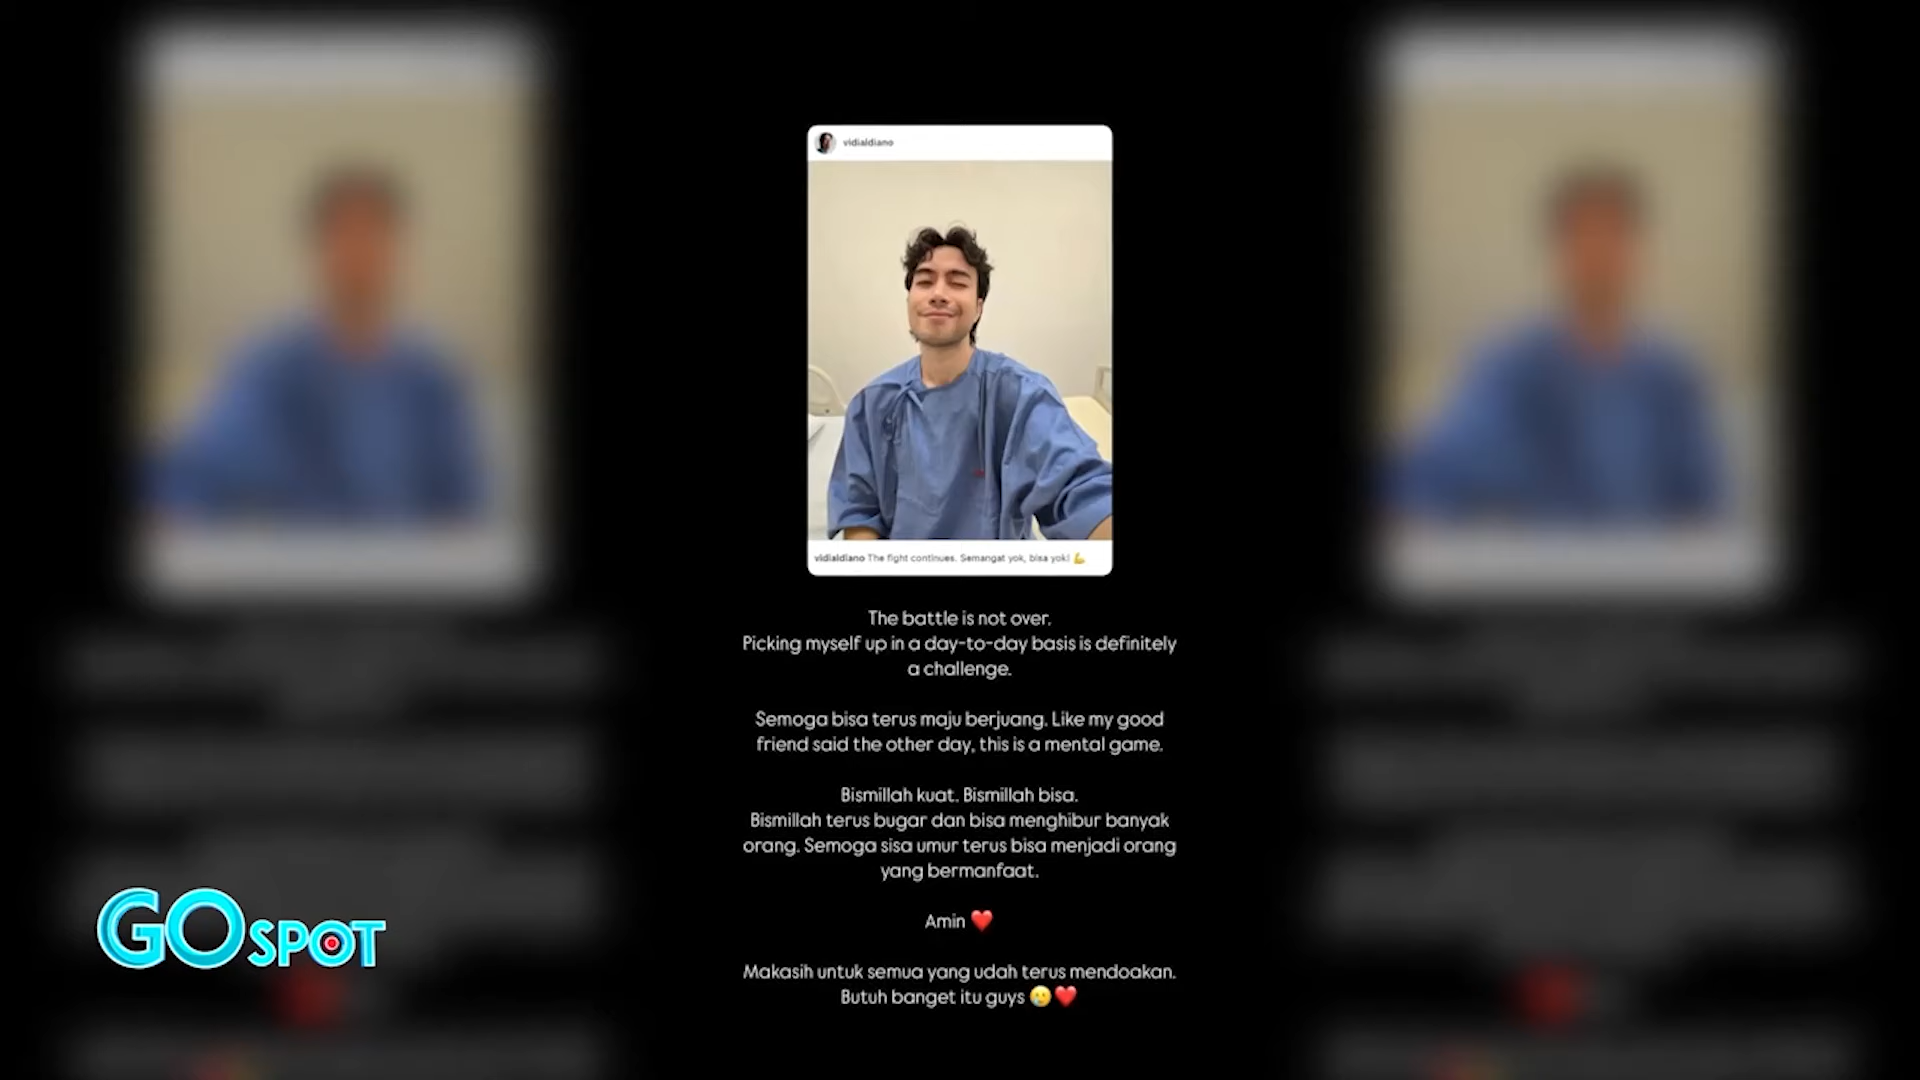 vidialdiano
vidialdiano The fight continues. Semangat yok, bisa yok! 💪
The battle is not over.
Picking myself up in a day-to-day basis is definitely
a challenge.
Semoga bisa terus maju berjuang. Like my good
friend said the other day, this is a mental game.
Bismillah kuat. Bismillah bisa.
Bismillah terus bugar dan bisa menghibur banyak
orang. Semoga sisa umur terus bisa menjadi orang
yang bermanfaat.
Amin ❤️
Makasih untuk semua yang udah terus mendoakan.
Butuh banget itu guys 🥲❤️
GO SPOT